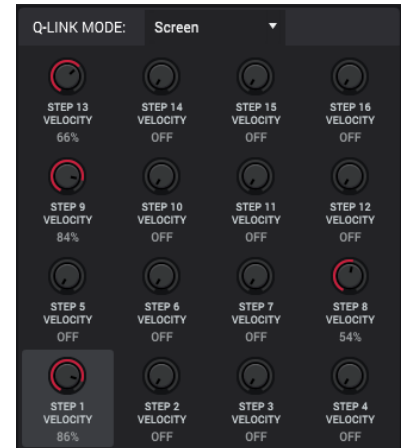 Q-LINK MODE: Screen
STEP 13 STEP 14 STEP 15 STEP 16
VELOCITY VELOCITY VELOCITY VELOCITY
66% OFF OFF OFF
STEP 9 STEP 10 STEP 11 STEP 12
VELOCITY VELOCITY VELOCITY VELOCITY
84% OFF OFF OFF
STEP 5 STEP 6 STEP 7 STEP 8
VELOCITY VELOCITY VELOCITY VELOCITY
OFF OFF OFF 54%
STEP 1 STEP 2 STEP 3 STEP 4
VELOCITY VELOCITY VELOCITY VELOCITY
86% OFF OFF OFF